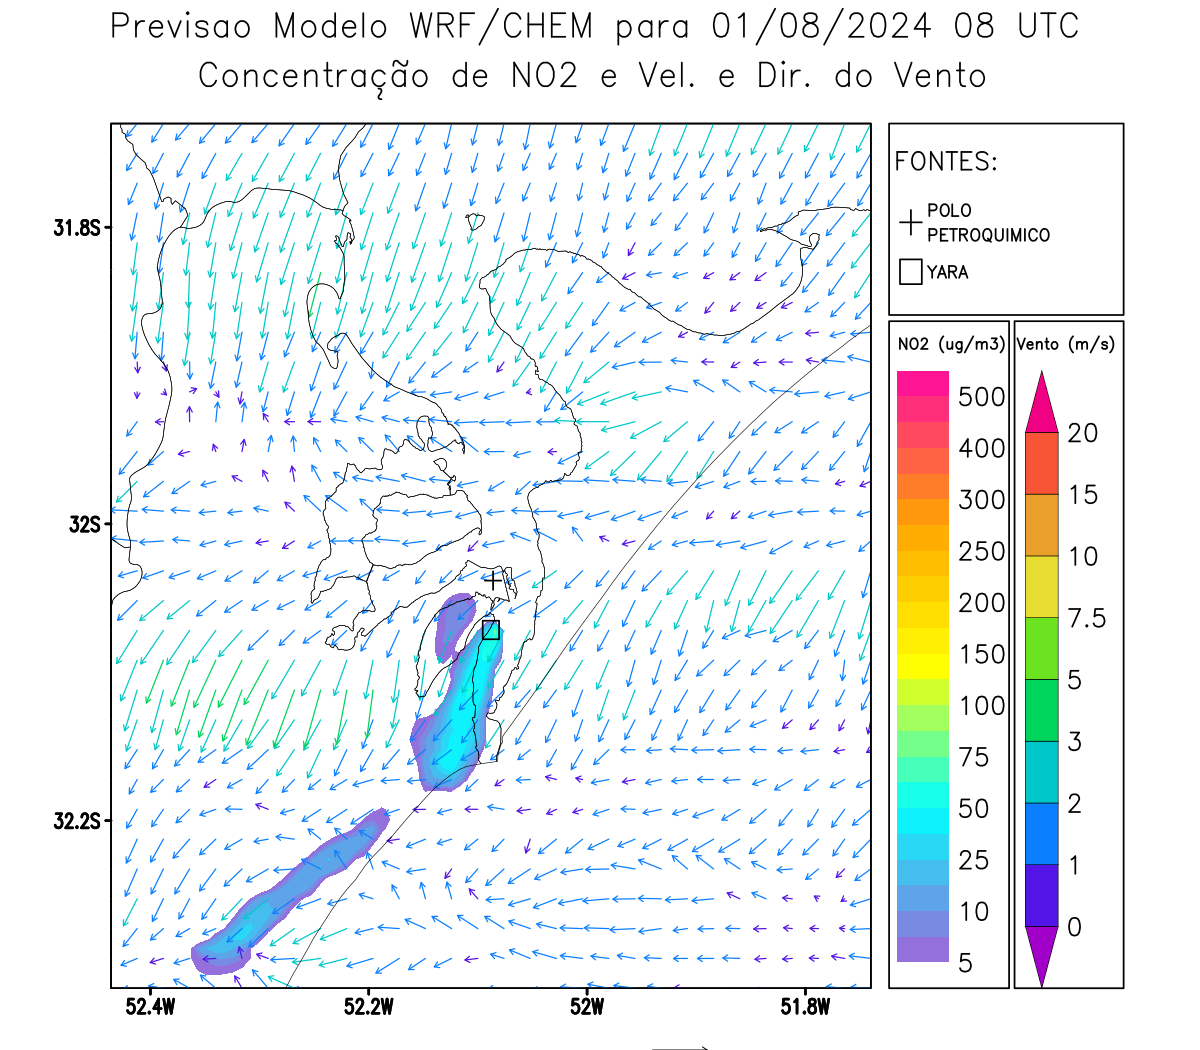 Previsao Modelo WRF/CHEM para 01/08/2024 08 UTC
Concentração de NO2 e Vel. e Dir. do Vento
FONTES:
POLO
PETROQUIMICO
YARA
NO2 (ug/m3)
500
400
300
250
200
150
100
75
50
25
10
5
Vento (m/s)
20
15
10
7.5
5
3
2
1
0
31.8S
32S
32.2S
52.4W
52.2W
52W
51.8W